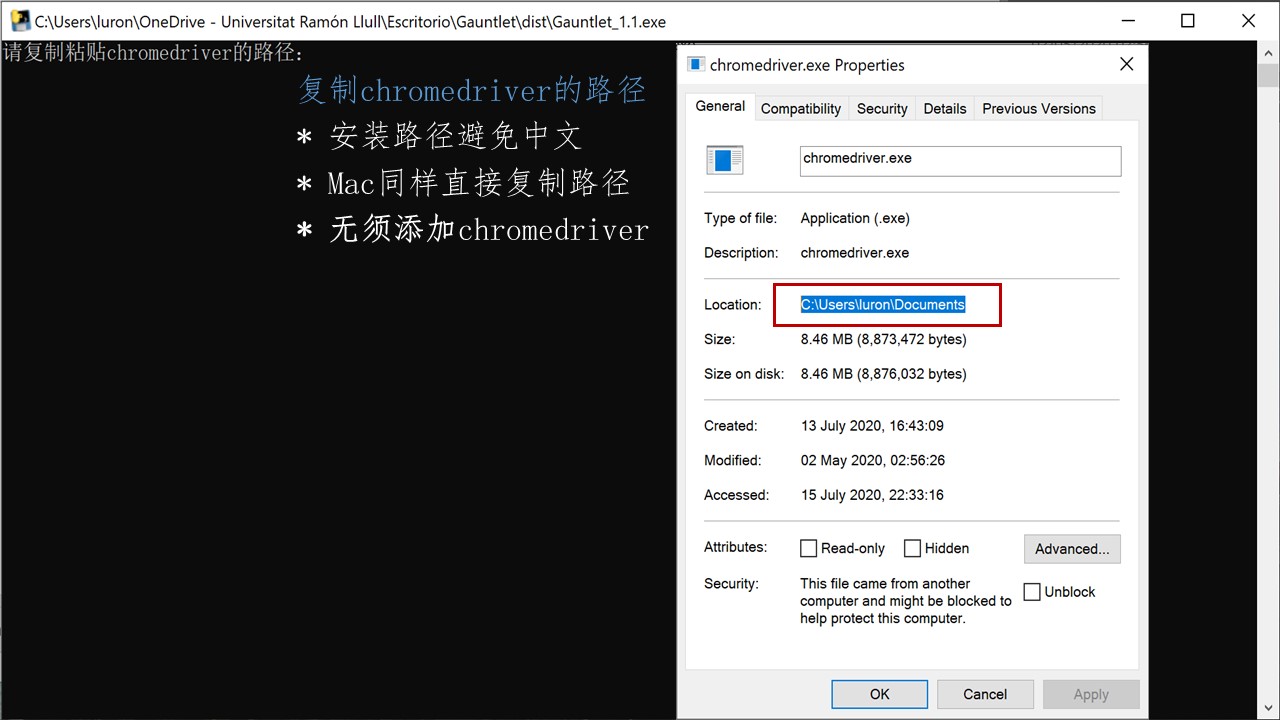 C:\Users\luron\OneDrive - Universitat Ramón Llull\Escritorio\Gauntlet\dist\Gauntlet_1.1.exe
请复制粘贴chromedriver的路径：
复制chromedriver的路径
* 安装路径避免中文
* Mac同样直接复制路径
* 无须添加chromedriver
chromedriver.exe Properties
General Compatibility Security Details Previous Versions
chromedriver.exe
Type of file: Application (.exe)
Description: chromedriver.exe
Location: C:\Users\luron\Documents
Size: 8.46 MB (8,873,472 bytes)
Size on disk: 8.46 MB (8,876,032 bytes)
Created: 13 July 2020, 16:43:09
Modified: 02 May 2020, 02:56:26
Accessed: 15 July 2020, 22:33:16
Attributes: Read-only Hidden Advanced...
Security: This file came from another
computer and might be blocked to Unblock
help protect this computer.
OK Cancel Apply